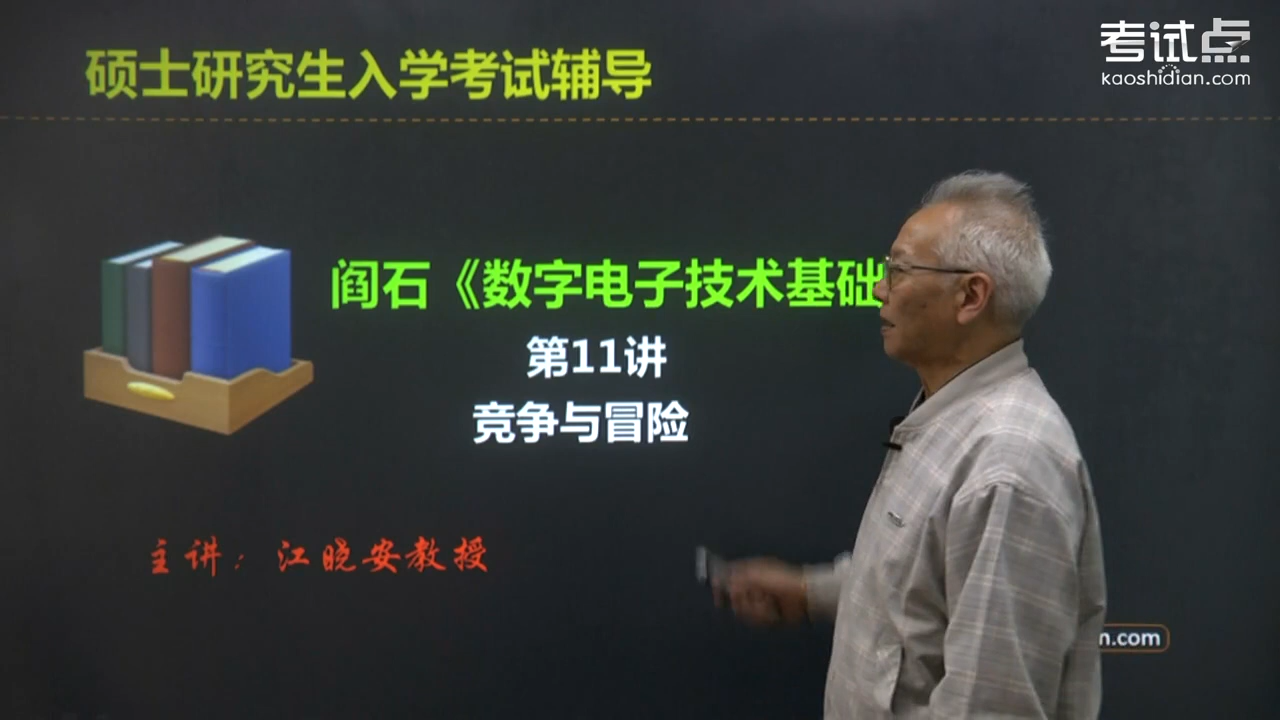 考试点
kaoshidian.com
硕士研究生入学考试辅导
阎石《数字电子技术基础
第11讲
竞争与冒险
主讲：江晓安教授
m.com